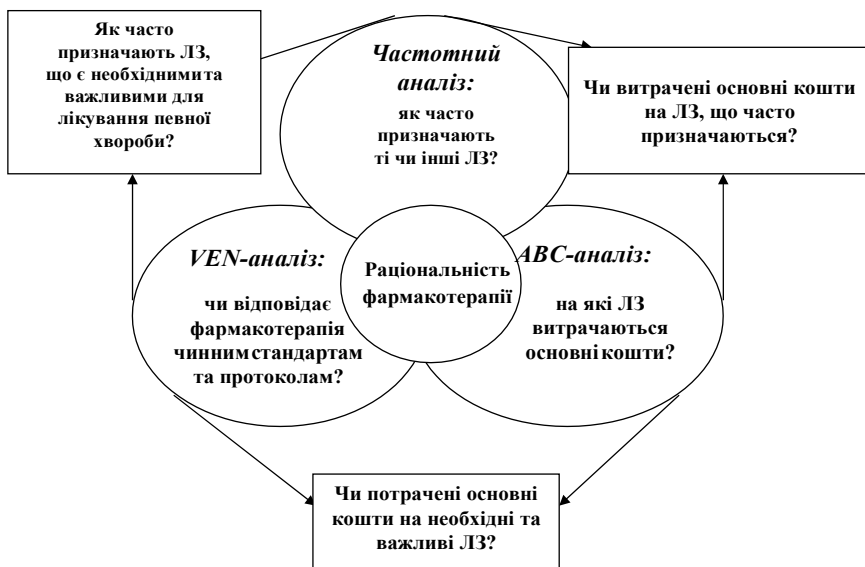 Як часто
призначають ЛЗ,
що є необхіднимита
важливими для
лікування певної
хвороби?
Частотний
аналіз:
як часто
призначають
ті чи інші ЛЗ?
Чи витрачені основні кошти
на ЛЗ, що часто
призначаються?
VEN-аналіз:
чи відповідає
фармакотерапія
чиннимстандартам
та протоколам?
Раціональність
фармакотерапії
ABC-аналіз:
на які ЛЗ
витрачаються
основні кошти?
Чи потрачені основні
кошти на необхідні та
важливі ЛЗ?